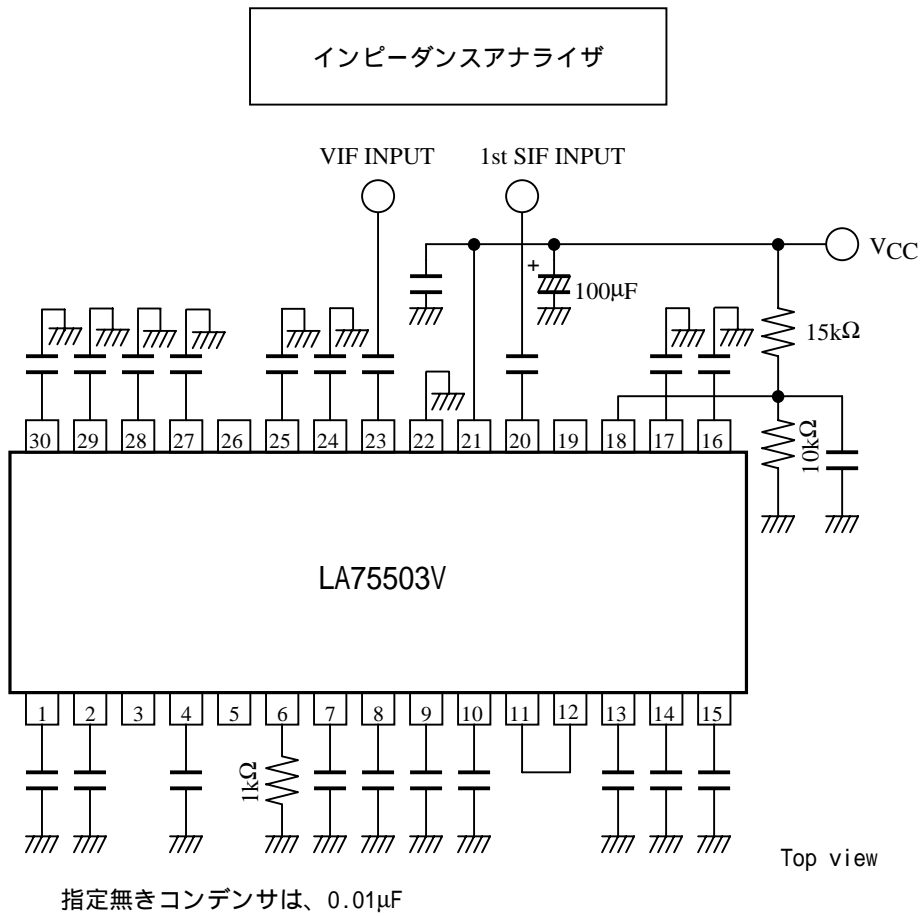 インピーダンスアナライザ
VIF INPUT 1st SIF INPUT
VCC
+
100μF
15kΩ
30 29 28 27 26 25 24 23 22 21 20 19 18 17 16
10kΩ
LA75503V
1 2 3 4 5 6 7 8 9 10 11 12 13 14 15
1kΩ
Top view
指定無きコンデンサは、0.01μF